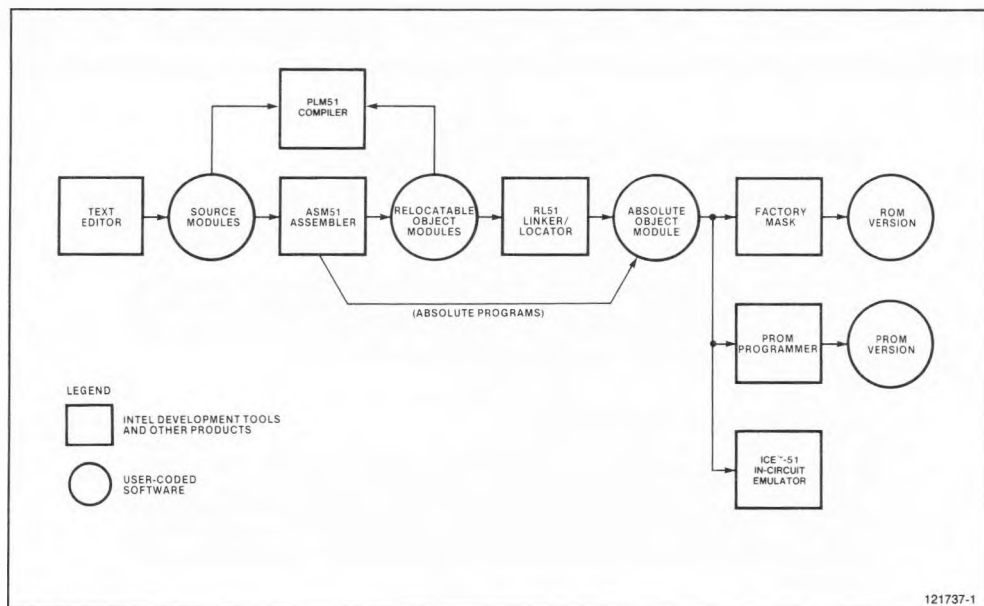 PLM51
COMPILER
TEXT
EDITOR
SOURCE
MODULES
ASM51
ASSEMBLER
RELOCATABLE
OBJECT
MODULES
RL51
LINKER/
LOCATOR
ABSOLUTE
OBJECT
MODULE
FACTORY
MASK
ROM
VERSION
(ABSOLUTE PROGRAMS)
PROM
PROGRAMMER
PROM
VERSION
LEGEND
INTEL DEVELOPMENT TOOLS
AND OTHER PRODUCTS
USER-CODED
SOFTWARE
ICE™-51
IN-CIRCUIT
EMULATOR
121737-1